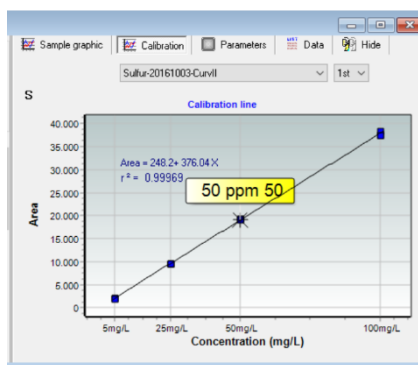 Sample graphic Calibration Parameters Data Hide
Sulfur-20161003-CurvII 1st
S
Calibration line
40.000
35.000
30.000
25.000
20.000
15.000
10.000
5.000
0
Area
Area = 248.2+ 376.04 X
r² = 0.99969
50 ppm 50
5mg/L 25mg/L 50mg/L 100mg/L
Concentration (mg/L)